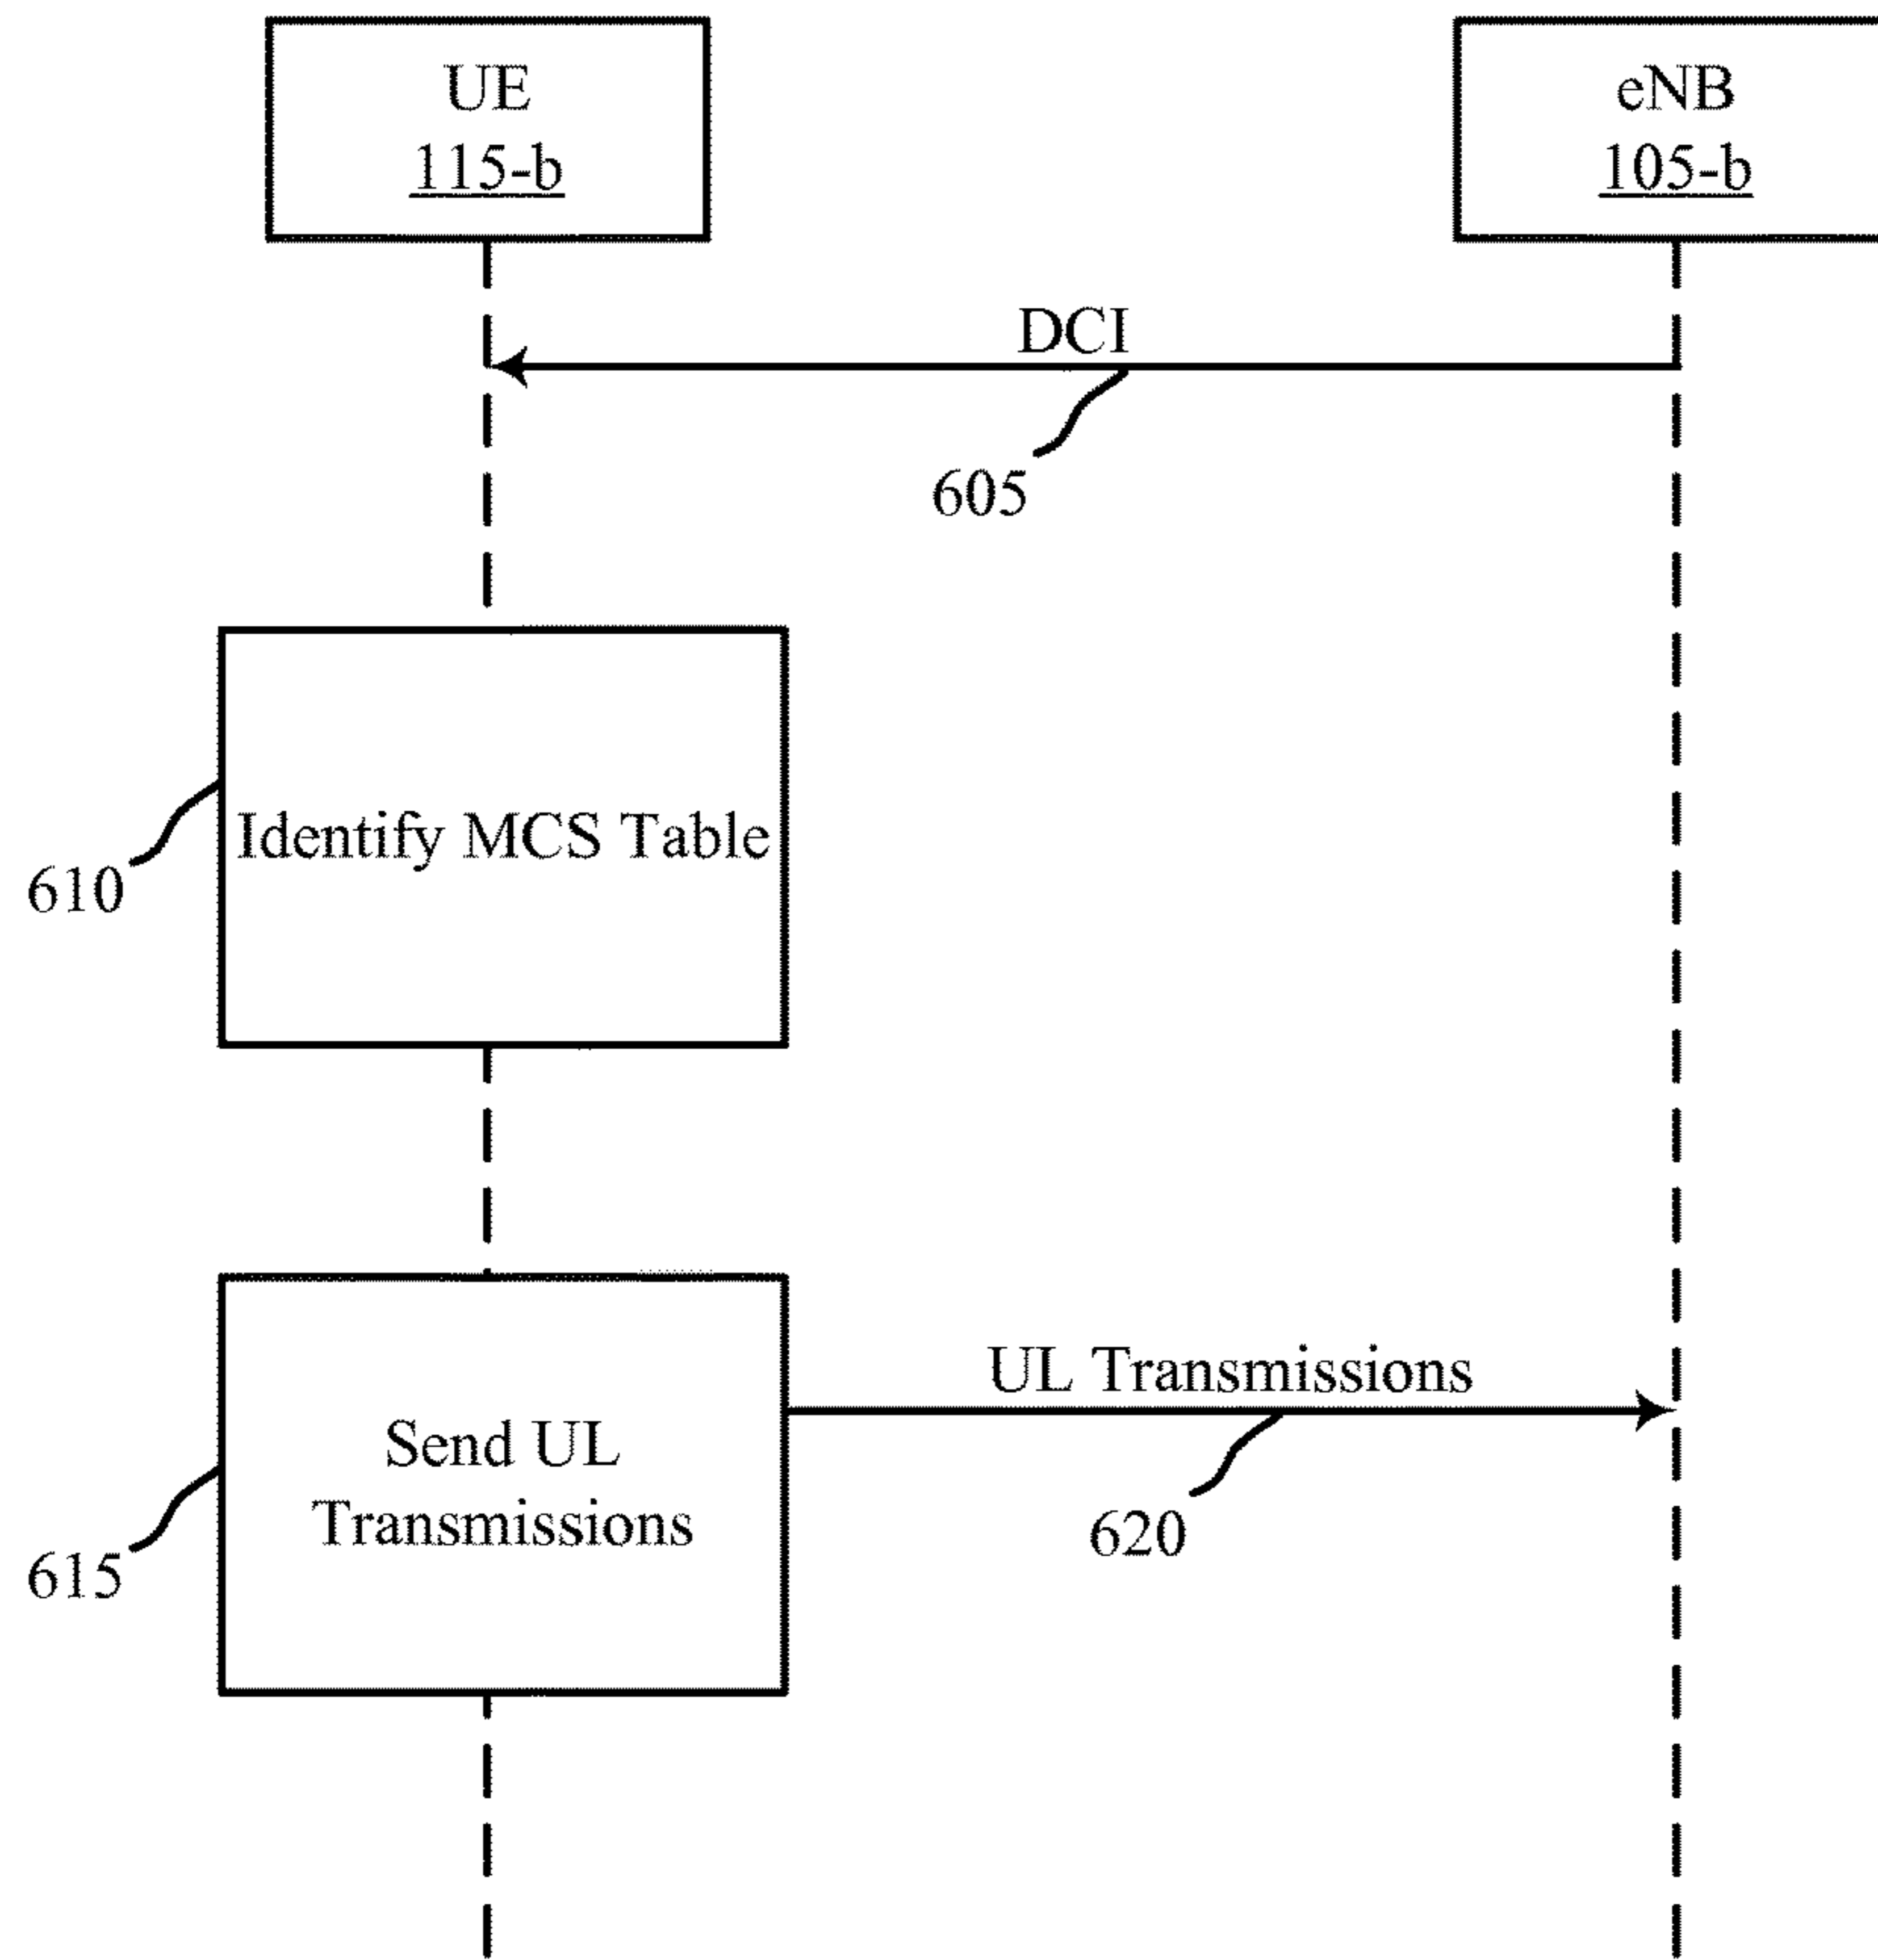 UE
115-b
eNB
105-b
DCI
605
Identify MCS Table
610
UL Transmissions
Send UL
Transmissions
620
615